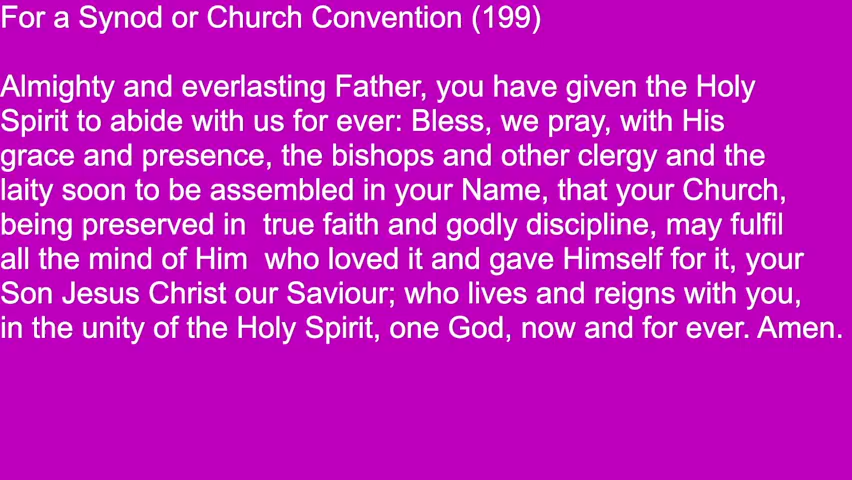 For a Synod or Church Convention (199)
Almighty and everlasting Father, you have given the Holy
Spirit to abide with us for ever: Bless, we pray, with His
grace and presence, the bishops and other clergy and the
laity soon to be assembled in your Name, that your Church,
being preserved in  true faith and godly discipline, may fulfil
all the mind of Him  who loved it and gave Himself for it, your
Son Jesus Christ our Saviour; who lives and reigns with you,
in the unity of the Holy Spirit, one God, now and for ever. Amen.